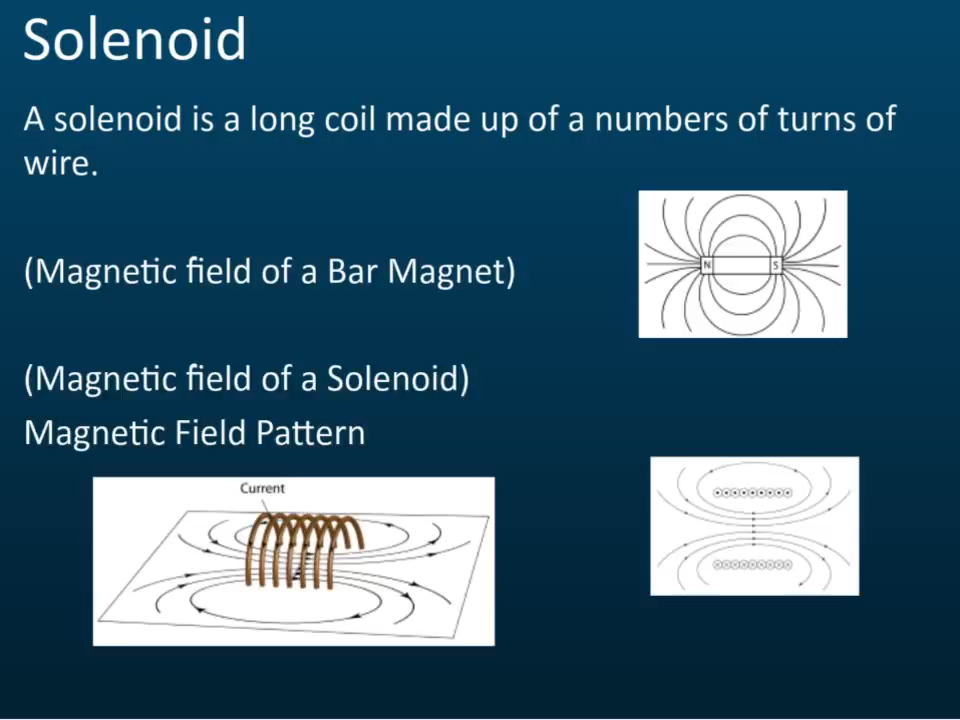 Solenoid
A solenoid is a long coil made up of a numbers of turns of
wire.
(Magnetic field of a Bar Magnet)
N S
(Magnetic field of a Solenoid)
Magnetic Field Pattern
Current